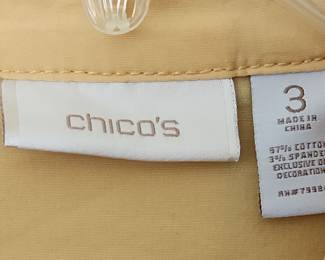 chico's
3
MADE IN
CHINA
97% COTTON
3% SPANDEX
EXCLUSIVE OF
DECORATION